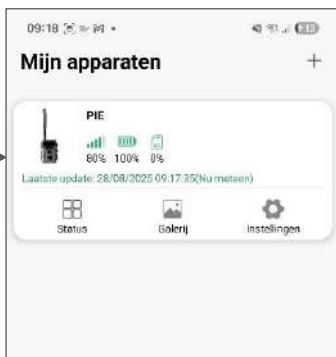 09:18
Mijn apparaten
PIE
80% 100% 0%
Laatste update: 28/08/2025 09:17:35(Nu meteen)
Status Galerij Instellingen